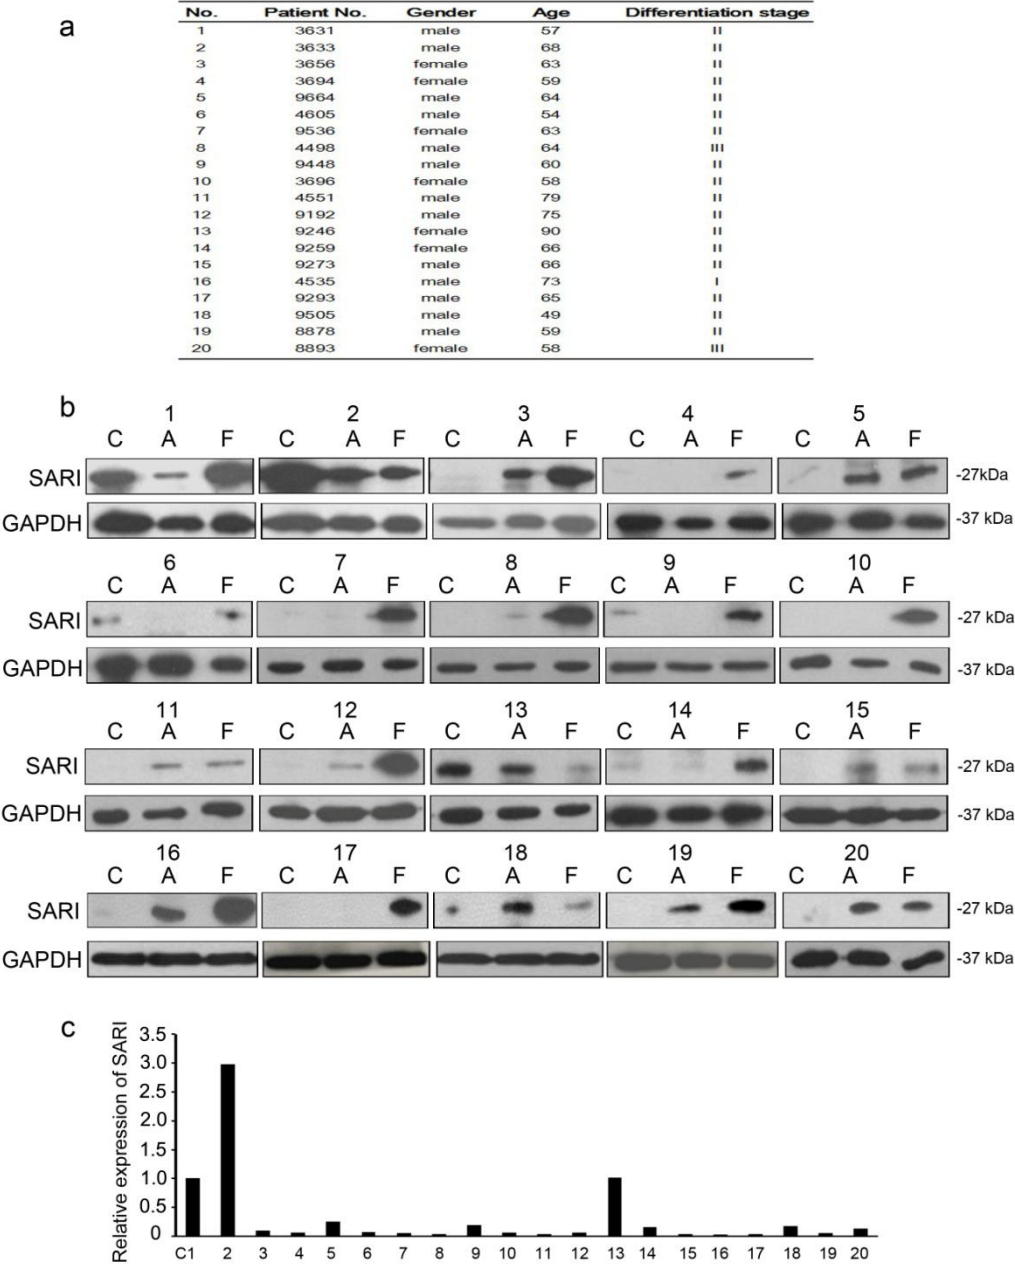 a
No. Patient No. Gender Age Differentiation stage
1 3631 male 57 II
2 3633 male 68 II
3 3656 female 63 II
4 3694 female 59 II
5 9664 male 64 II
6 4605 male 54 II
7 9536 female 63 II
8 4498 male 64 III
9 9448 male 60 II
10 3696 female 58 II
11 4551 male 79 II
12 9192 male 75 II
13 9246 female 90 II
14 9259 female 66 II
15 9273 male 66 II
16 4535 male 73 I
17 9293 male 65 II
18 9505 male 49 II
19 8878 male 59 II
20 8893 female 58 III
b
1 2 3 4 5
C A F C A F C A F C A F C A F
SARI -27kDa
GAPDH -37 kDa
6 7 8 9 10
C A F C A F C A F C A F C A F
SARI -27 kDa
GAPDH -37 kDa
11 12 13 14 15
C A F C A F C A F C A F C A F
SARI -27 kDa
GAPDH -37 kDa
16 17 18 19 20
C A F C A F C A F C A F C A F
SARI -27 kDa
GAPDH -37 kDa
c
Relative expression of SARI
3.5
3.0
2.5
2.0
1.5
1.0
0.5
0
C1 2 3 4 5 6 7 8 9 10 11 12 13 14 15 16 17 18 19 20